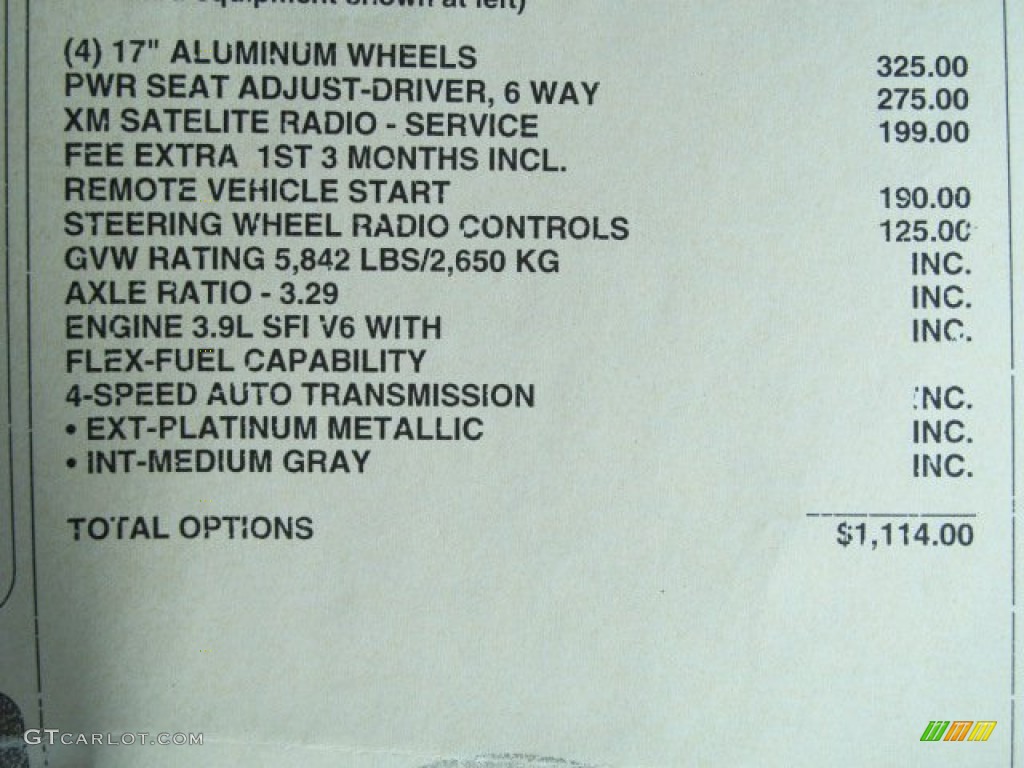 equipment shown at left)
(4) 17" ALUMINUM WHEELS 325.00
PWR SEAT ADJUST-DRIVER, 6 WAY 275.00
XM SATELITE RADIO - SERVICE 199.00
FEE EXTRA 1ST 3 MONTHS INCL.
REMOTE VEHICLE START 190.00
STEERING WHEEL RADIO CONTROLS 125.00
GVW RATING 5,842 LBS/2,650 KG INC.
AXLE RATIO - 3.29 INC.
ENGINE 3.9L SFI V6 WITH INC.
FLEX-FUEL CAPABILITY
4-SPEED AUTO TRANSMISSION INC.
• EXT-PLATINUM METALLIC INC.
• INT-MEDIUM GRAY INC.
TOTAL OPTIONS $1,114.00
GTCARLOT.COM